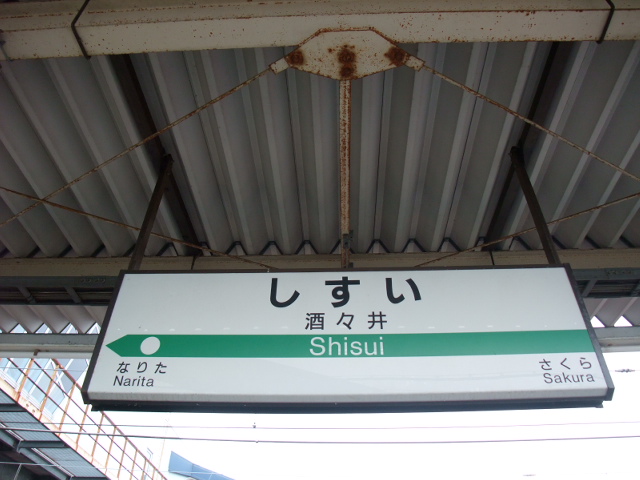 しすい
酒々井
Shisui
なりた
Narita
さくら
Sakura